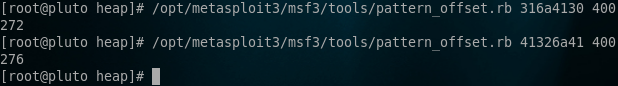 [root@pluto heap]# /opt/metasploit3/msf3/tools/pattern_offset.rb 316a4130 400
272
[root@pluto heap]# /opt/metasploit3/msf3/tools/pattern_offset.rb 41326a41 400
276
[root@pluto heap]#